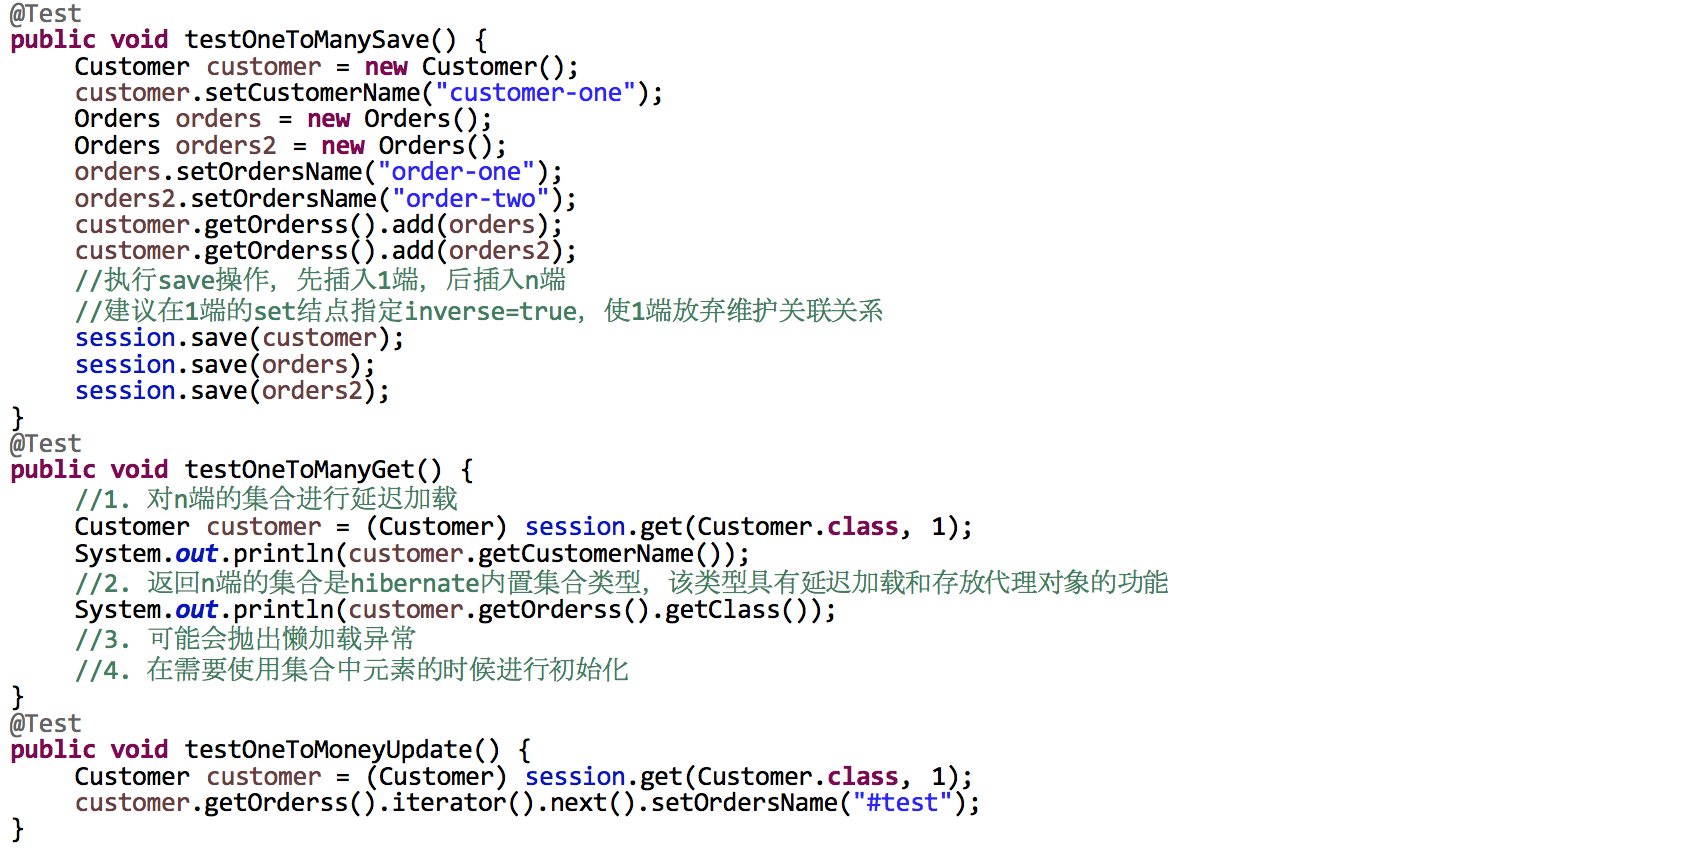 @Test
public void testOneToManySave() {
Customer customer = new Customer();
customer.setCustomerName("customer-one");
Orders orders = new Orders();
Orders orders2 = new Orders();
orders.setOrdersName("order-one");
orders2.setOrdersName("order-two");
customer.getOrderss().add(orders);
customer.getOrderss().add(orders2);
//执行save操作，先插入1端，后插入n端
//建议在1端的set结点指定inverse=true，使1端放弃维护关联关系
session.save(customer);
session.save(orders);
session.save(orders2);
}
@Test
public void testOneToManyGet() {
//1. 对n端的集合进行延迟加载
Customer customer = (Customer) session.get(Customer.class, 1);
System.out.println(customer.getCustomerName());
//2. 返回n端的集合是hibernate内置集合类型，该类型具有延迟加载和存放代理对象的功能
System.out.println(customer.getOrderss().getClass());
//3. 可能会抛出懒加载异常
//4. 在需要使用集合中元素的时候进行初始化
}
@Test
public void testOneToMoneyUpdate() {
Customer customer = (Customer) session.get(Customer.class, 1);
customer.getOrderss().iterator().next().setOrdersName("#test");
}